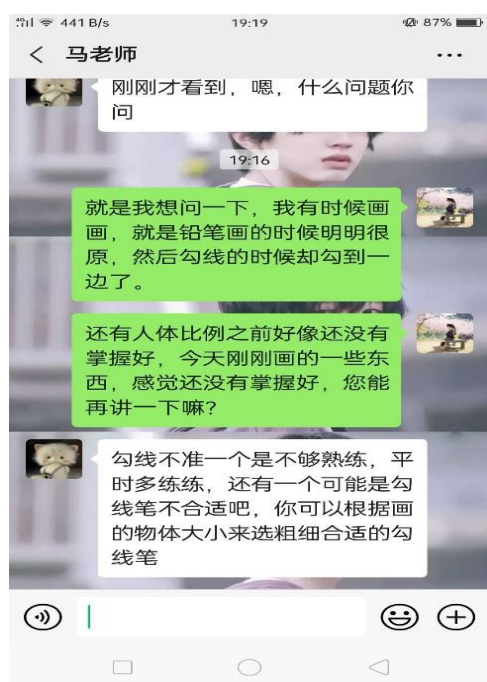 441 B/s 19:19 87%
马老师
刚刚才看到，嗯，什么问题你
问
19:16
就是我想问一下，我有时候画
画，就是铅笔画的时候明明很
原，然后勾线的时候却勾到一
边了。
还有人体比例之前好像还没有
掌握好，今天刚刚画的一些东
西，感觉还没有掌握好，您能
再讲一下嘛？
勾线不准一个是不够熟练，平
时多练练，还有一个可能是勾
线笔不合适吧，你可以根据画
的物体大小来选粗细合适的勾
线笔